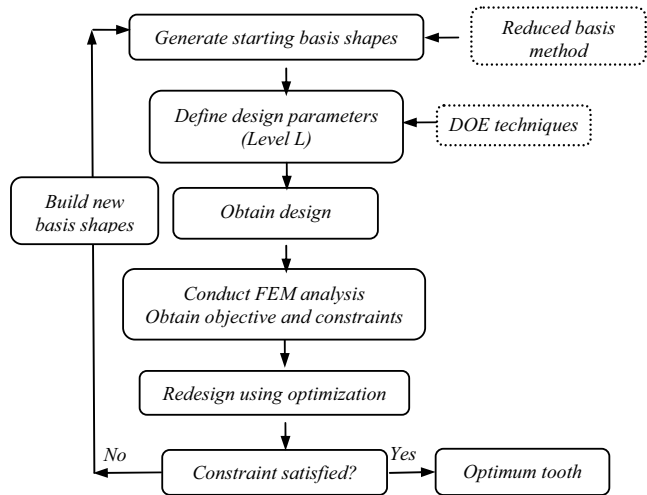 Generate starting basis shapes
Reduced basis
method
Define design parameters
(Level L)
DOE techniques
Build new
basis shapes
Obtain design
Conduct FEM analysis
Obtain objective and constraints
Redesign using optimization
No
Yes
Constraint satisfied?
Optimum tooth